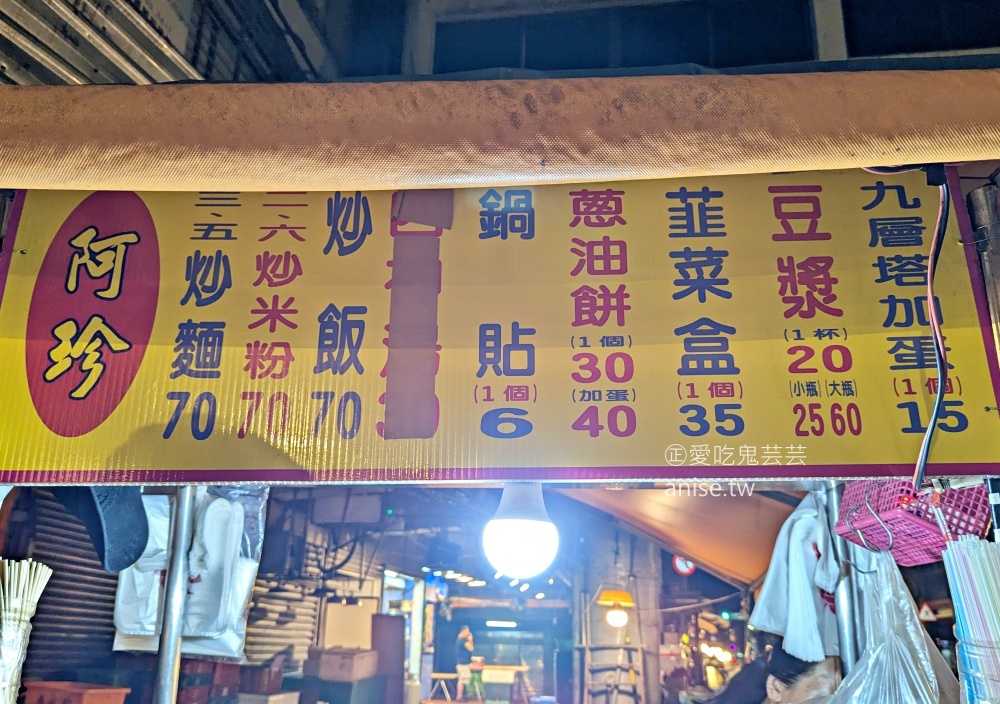 阿珍
三、五炒麵
70
二、六炒米粉
70
炒飯
70
鍋貼
(1個)
6
蔥油餅
(1個)
30
(加蛋)
40
韮菜盒
(1個)
35
豆漿
(1杯)
20
(小瓶)(大瓶)
25 60
九層塔加蛋
(1個)
15
㊣愛吃鬼芸芸
anise.tw